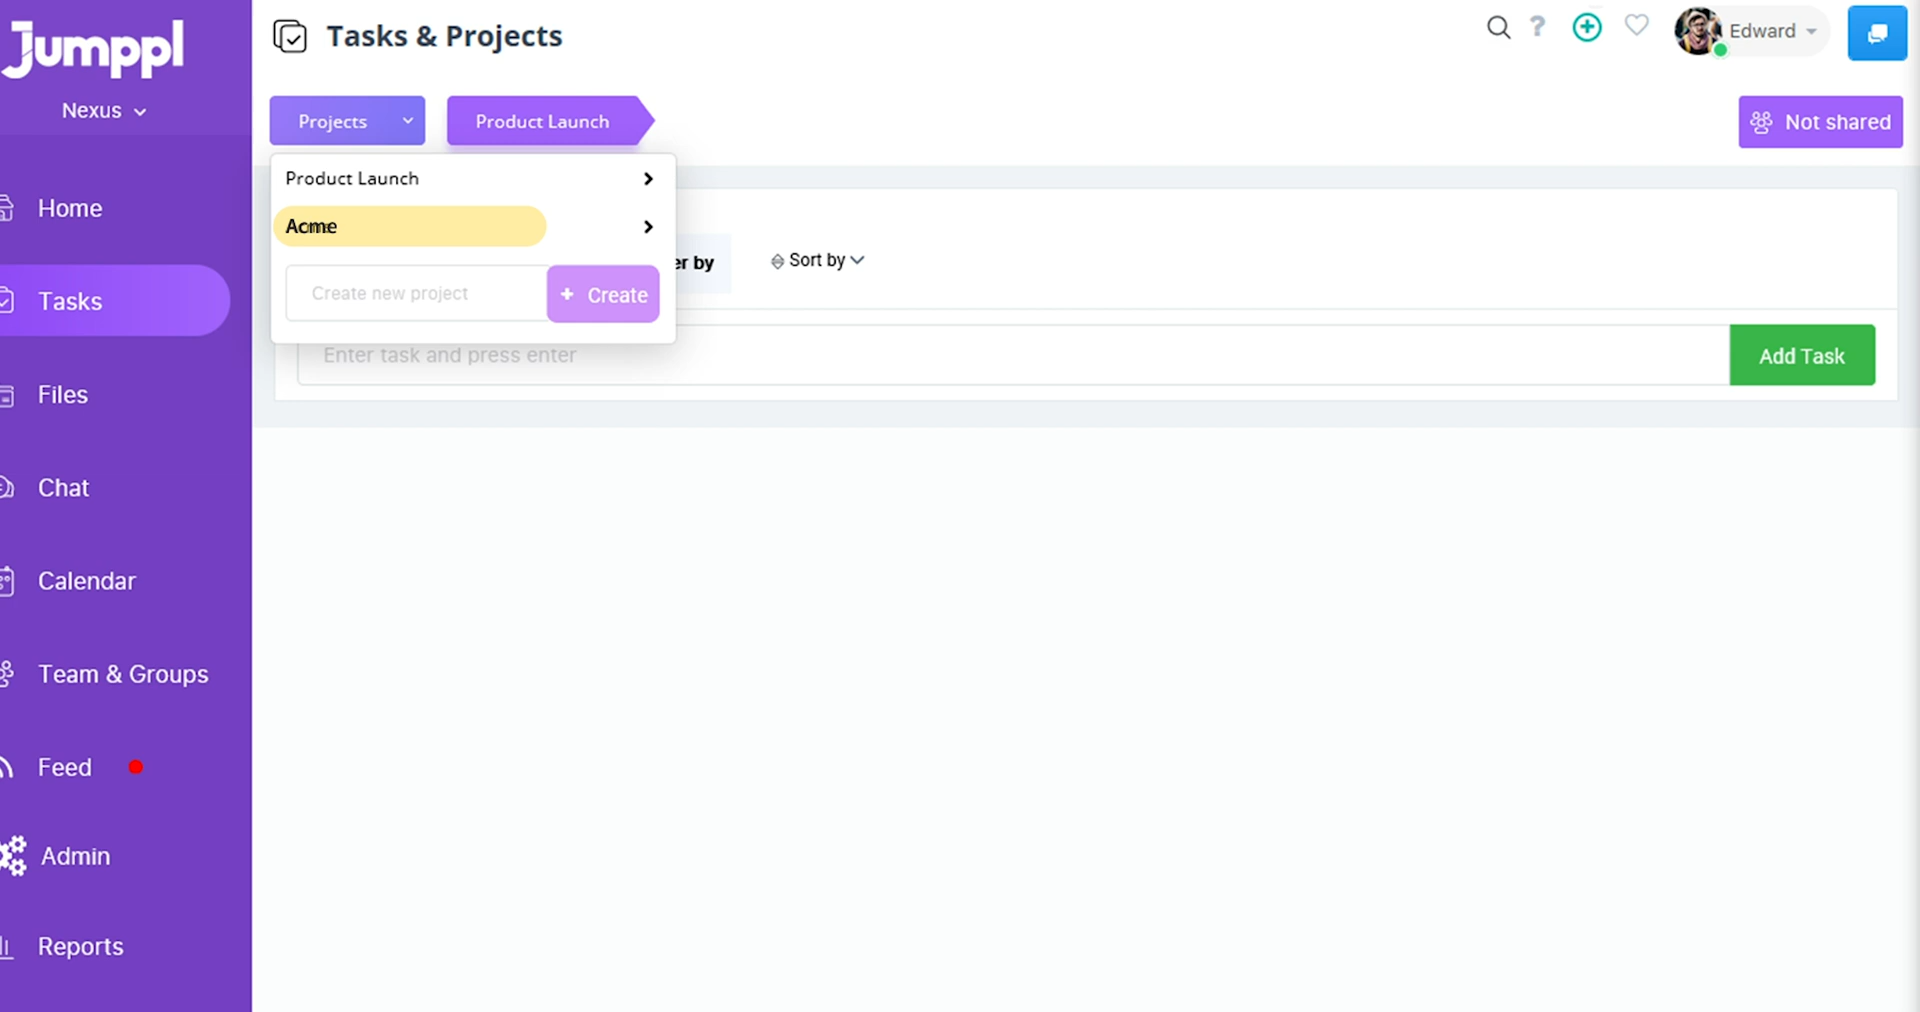 Jumppl
Nexus
Home
Tasks
Files
Chat
Calendar
Team & Groups
Feed
Admin
Reports
Tasks & Projects
? Edward
Projects
Product Launch
Not shared
Product Launch
Acme
Create new project
+ Create
er by
Sort by
Enter task and press enter
Add Task